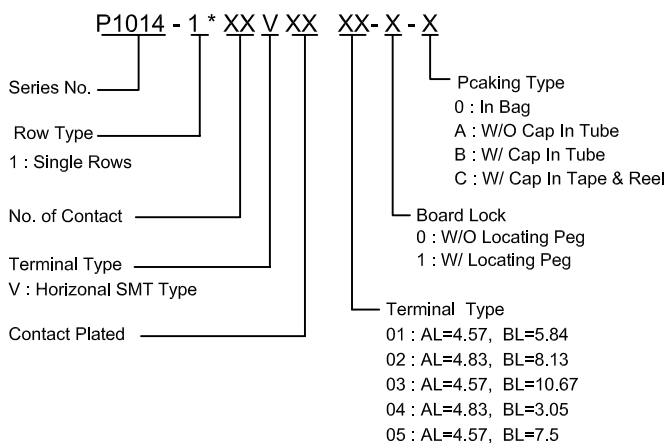 P1014 - 1 * XX V XX XX - X - X
Series No.
Row Type
1 : Single Rows
No. of Contact
Terminal Type
V : Horizonal SMT Type
Contact Plated
Pcaking Type
0 : In Bag
A : W/O Cap In Tube
B : W/ Cap In Tube
C : W/ Cap In Tape & Reel
Board Lock
0 : W/O Locating Peg
1 : W/ Locating Peg
Terminal Type
01 : AL=4.57, BL=5.84
02 : AL=4.83, BL=8.13
03 : AL=4.57, BL=10.67
04 : AL=4.83, BL=3.05
05 : AL=4.57, BL=7.5